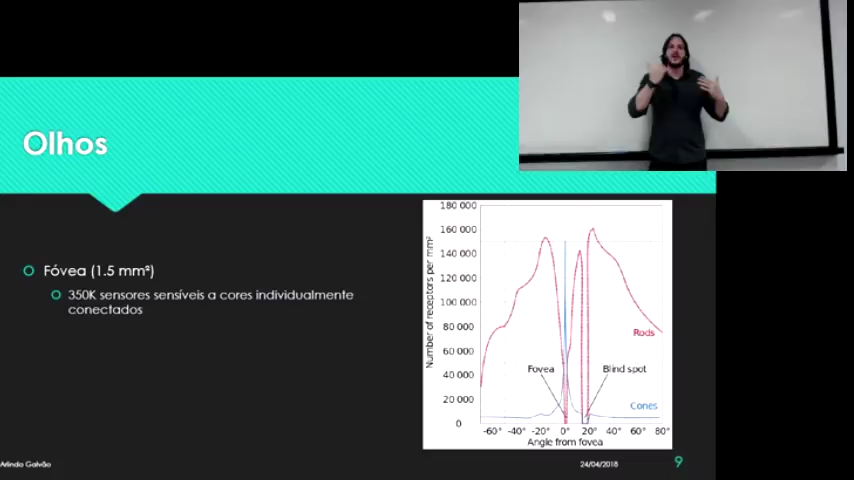 Olhos
Fóvea (1.5 mm²)
350K sensores sensíveis a cores individualmente
conectados
180 000
160 000
140 000
120 000
100 000
80 000
60 000
40 000
20 000
0
Number of receptors per mm²
Rods
Fovea
Blind spot
Cones
-60° -40° -20° 0° 20° 40° 60° 80°
Angle from fovea
Arlindo Galvão
24/04/2018
9